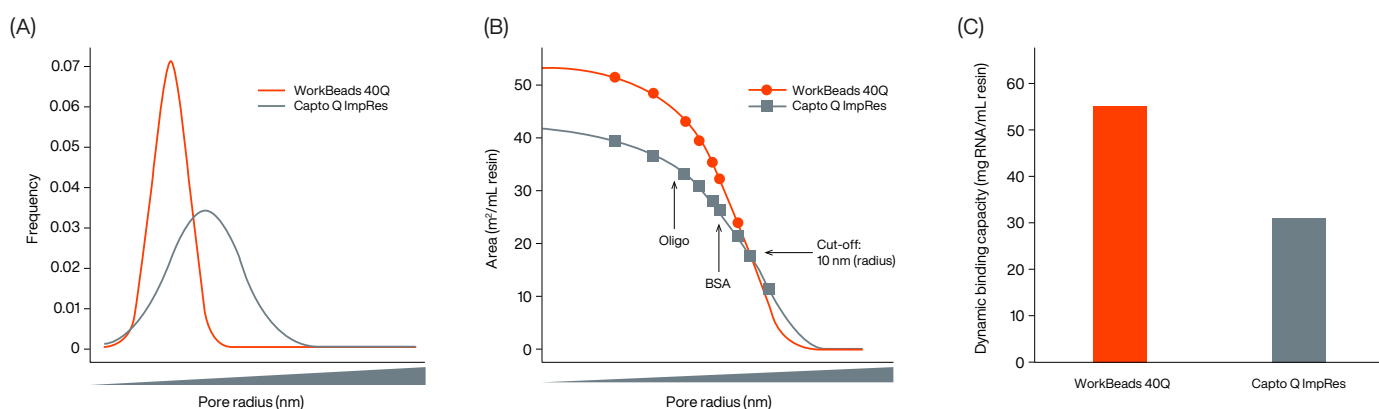 (A)
Frequency
0.07
0.06
0.05
0.04
0.03
0.02
0.01
0
WorkBeads 40Q
Capto Q ImpRes
Pore radius (nm)
(B)
Area (m²/mL resin)
50
40
30
20
10
0
WorkBeads 40Q
Capto Q ImpRes
Oligo
BSA
Cut-off:
10 nm (radius)
Pore radius (nm)
(C)
Dynamic binding capacity (mg RNA/mL resin)
60
50
60
30
40
10
0
WorkBeads 40Q
Capto Q ImpRes